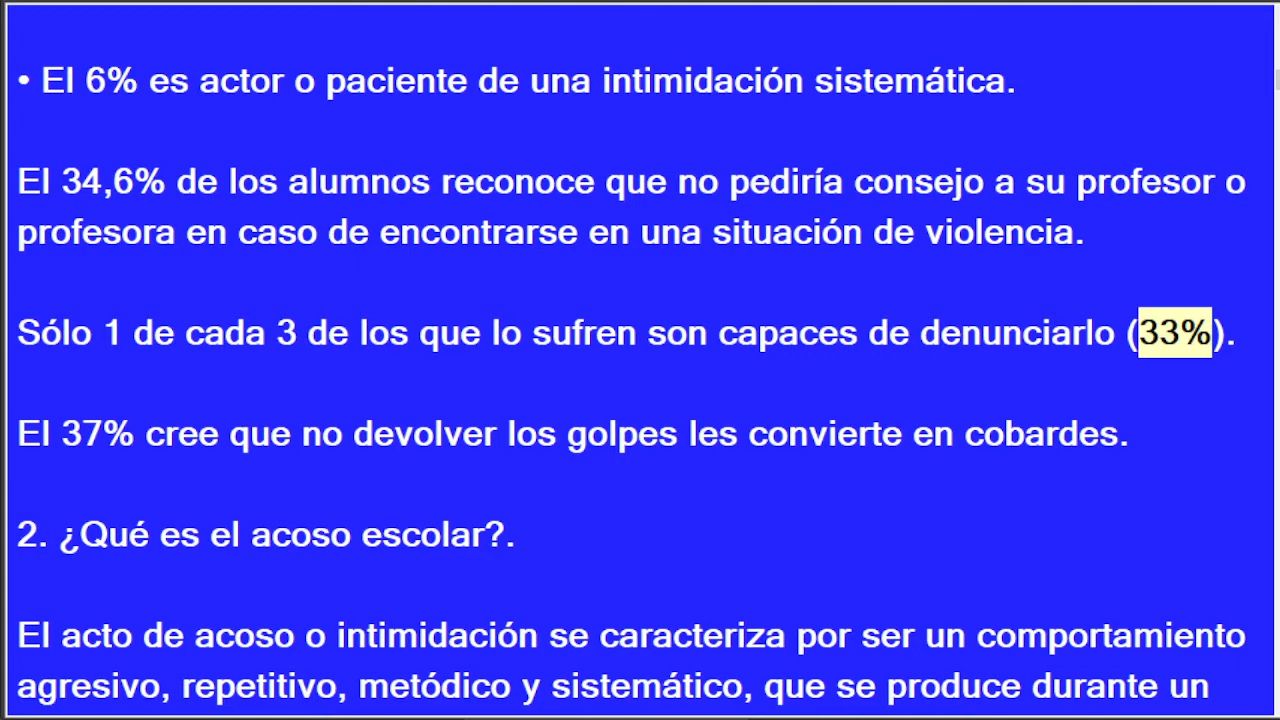 • El 6% es actor o paciente de una intimidación sistemática.
El 34,6% de los alumnos reconoce que no pediría consejo a su profesor o
profesora en caso de encontrarse en una situación de violencia.
Sólo 1 de cada 3 de los que lo sufren son capaces de denunciarlo (33%).
El 37% cree que no devolver los golpes les convierte en cobardes.
2. ¿Qué es el acoso escolar?.
El acto de acoso o intimidación se caracteriza por ser un comportamiento
agresivo, repetitivo, metódico y sistemático, que se produce durante un